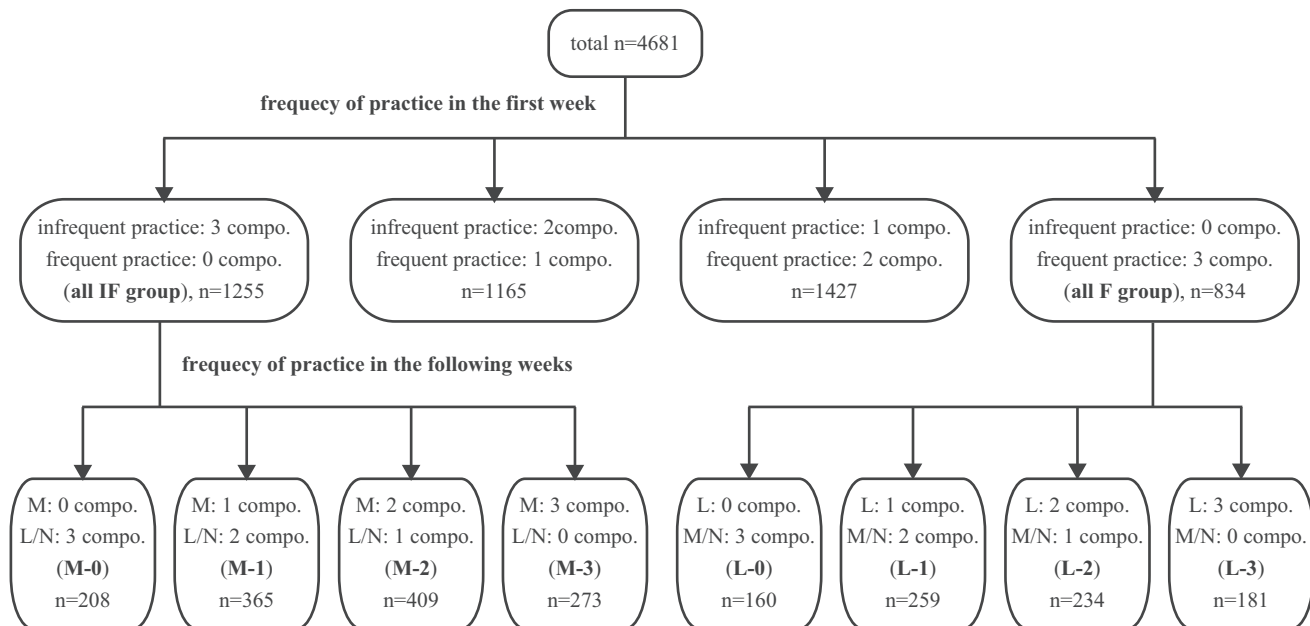 total n=4681
frequecy of practice in the first week
infrequent practice: 3 compo.
frequent practice: 0 compo.
(all IF group), n=1255
infrequent practice: 2compo.
frequent practice: 1 compo.
n=1165
infrequent practice: 1 compo.
frequent practice: 2 compo.
n=1427
infrequent practice: 0 compo.
frequent practice: 3 compo.
(all F group), n=834
frequecy of practice in the following weeks
M: 0 compo.
L/N: 3 compo.
(M-0)
n=208
M: 1 compo.
L/N: 2 compo.
(M-1)
n=365
M: 2 compo.
L/N: 1 compo.
(M-2)
n=409
M: 3 compo.
L/N: 0 compo.
(M-3)
n=273
L: 0 compo.
M/N: 3 compo.
(L-0)
n=160
L: 1 compo.
M/N: 2 compo.
(L-1)
n=259
L: 2 compo.
M/N: 1 compo.
(L-2)
n=234
L: 3 compo.
M/N: 0 compo.
(L-3)
n=181